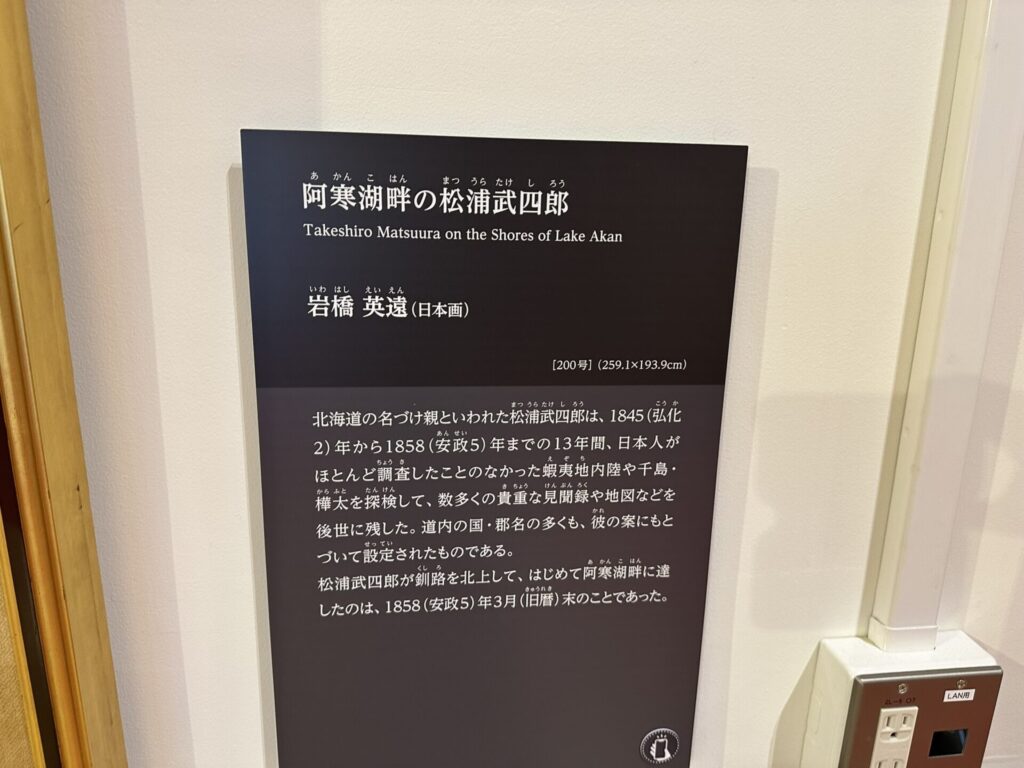 阿寒湖畔の松浦武四郎
Takeshiro Matsuura on the Shores of Lake Akan
岩橋 英遠(日本画)
[200号] (259.1×193.9cm)
北海道の名づけ親といわれた松浦武四郎は、1845(弘化
2)年から1858(安政5)年までの13年間、日本人が
ほとんど調査したことのなかった蝦夷地内陸や千島・
樺太を探検して、数多くの貴重な見聞録や地図などを
後世に残した。道内の国・郡名の多くも、彼の案にもと
づいて設定されたものである。
松浦武四郎が釧路を北上して、はじめて阿寒湖畔に達
したのは、1858(安政5)年3月(旧暦)末のことであった。
LAN用